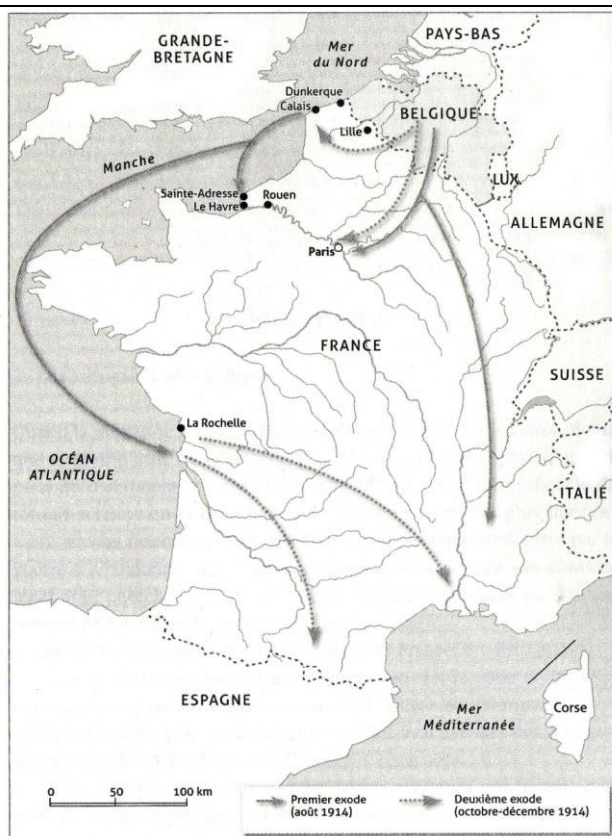 GRANDE-
BRETAGNE
Mer
du Nord
PAYS-BAS
Dunkerque
Calais
BELGIQUE
Lille
Manche
LUX
Sainte-Adresse
Rouen
Le Havre
ALLEMAGNE
Paris
FRANCE
SUISSE
La Rochelle
OCÉAN
ATLANTIQUE
ITALIE
ESPAGNE
Mer
Méditerranée
Corse
0 50 100 km
Premier exode
(août 1914)
Deuxième exode
(octobre-décembre 1914)